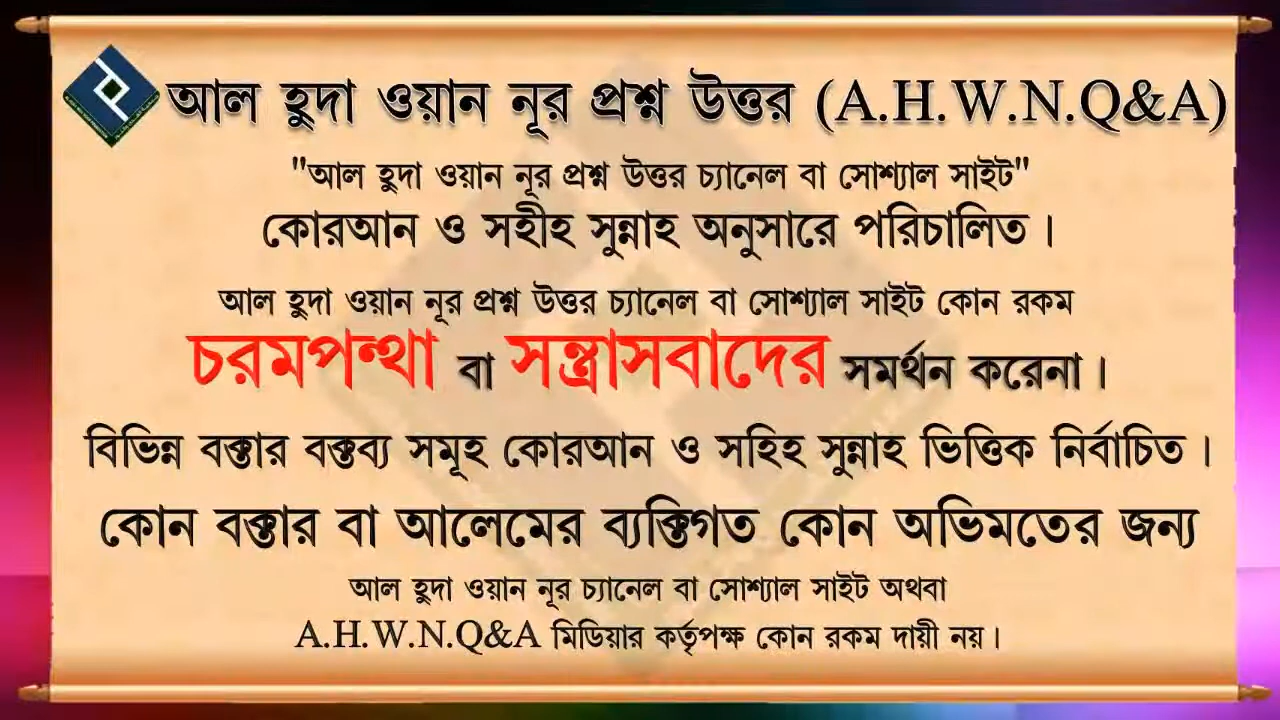 আল হুদা ওয়ান নূর প্রশ্ন উত্তর (A.H.W.N.Q&A)
"আল হুদা ওয়ান নূর প্রশ্ন উত্তর চ্যানেল বা সোশ্যাল সাইট"
কোরআন ও সহীহ সুন্নাহ অনুসারে পরিচালিত।
আল হুদা ওয়ান নূর প্রশ্ন উত্তর চ্যানেল বা সোশ্যাল সাইট কোন রকম
চরমপন্থা বা সন্ত্রাসবাদের সমর্থন করেনা।
বিভিন্ন বক্তার বক্তব্য সমূহ কোরআন ও সহিহ সুন্নাহ ভিত্তিক নির্বাচিত।
কোন বক্তার বা আলেমের ব্যক্তিগত কোন অভিমতের জন্য
আল হুদা ওয়ান নূর চ্যানেল বা সোশ্যাল সাইট অথবা
A.H.W.N.Q&A মিডিয়ার কর্তৃপক্ষ কোন রকম দায়ী নয়।